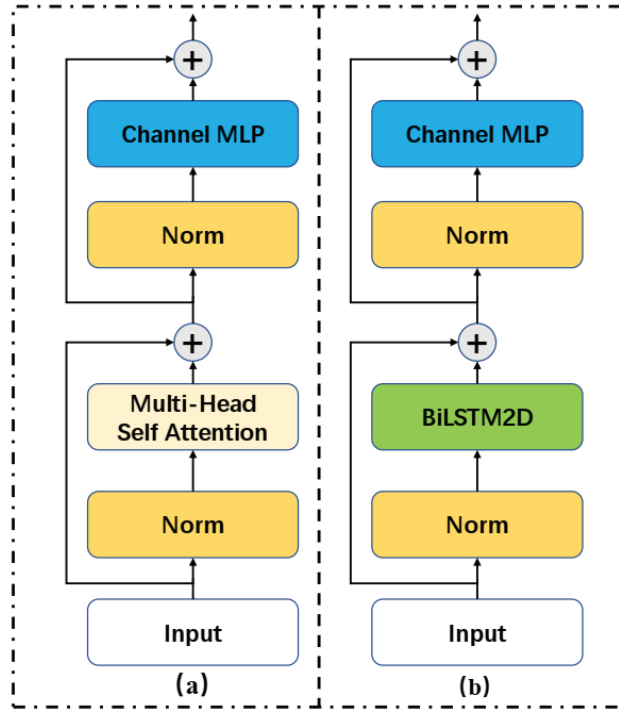 +
Channel MLP
Norm
+
Multi-Head
Self Attention
Norm
Input
(a)
+
Channel MLP
Norm
+
BiLSTM2D
Norm
Input
(b)